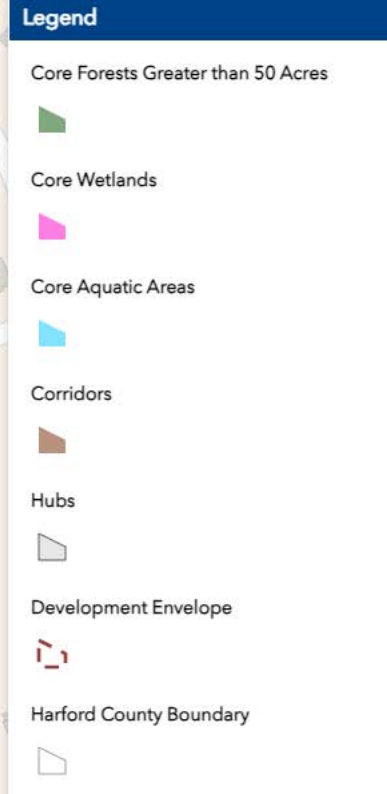 Legend
Core Forests Greater than 50 Acres
Core Wetlands
Core Aquatic Areas
Corridors
Hubs
Development Envelope
Harford County Boundary